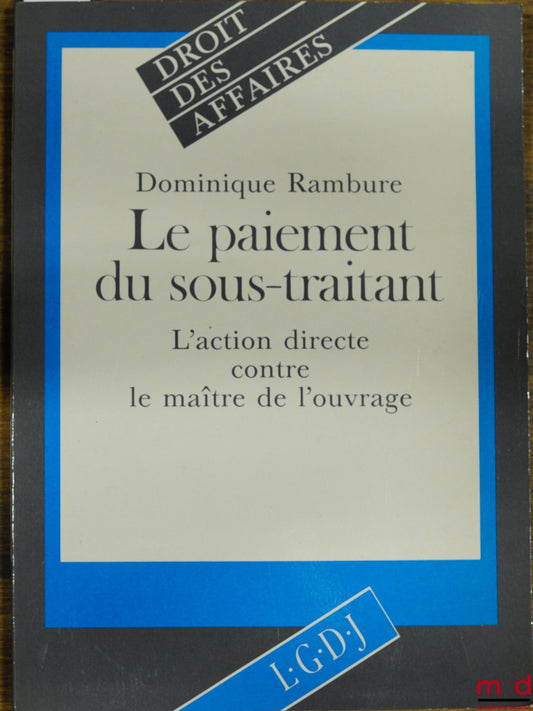 DROIT
DES
AFFAIRES
Dominique Rambure
Le paiement
du sous-traitant
L'action directe
contre
le maître de l'ouvrage
L·G·D·J